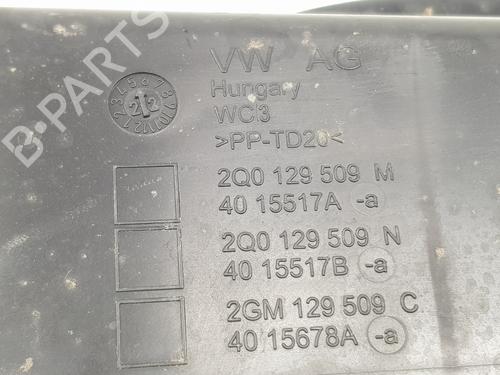 VW AG
Hungary
WC3
>PP-TD20<
2Q0 129 509 M
40 15517A -a
2Q0 129 509 N
40 15517B -a
2GM 129 509 C
40 15678A -a